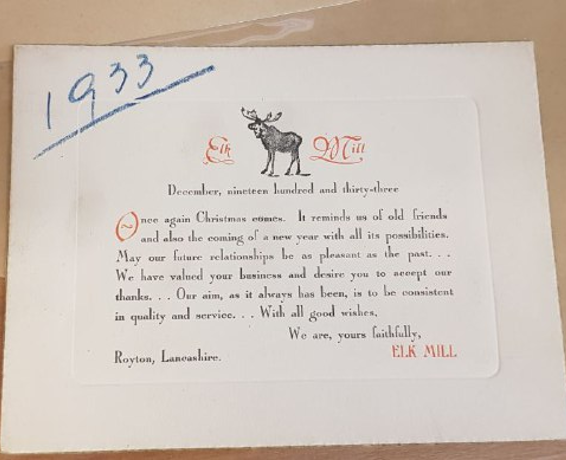 1933
Elk Mill
December, nineteen hundred and thirty-three
Once again Christmas comes. It reminds us of old friends
and also the coming of a new year with all its possibilities.
May our future relationships be as pleasant as the past. . .
We have valued your business and desire you to accept our
thanks. . . Our aim, as it always has been, is to be consistent
in quality and service. . . With all good wishes,
We are, yours faithfully,
Royton, Lancashire. ELK MILL